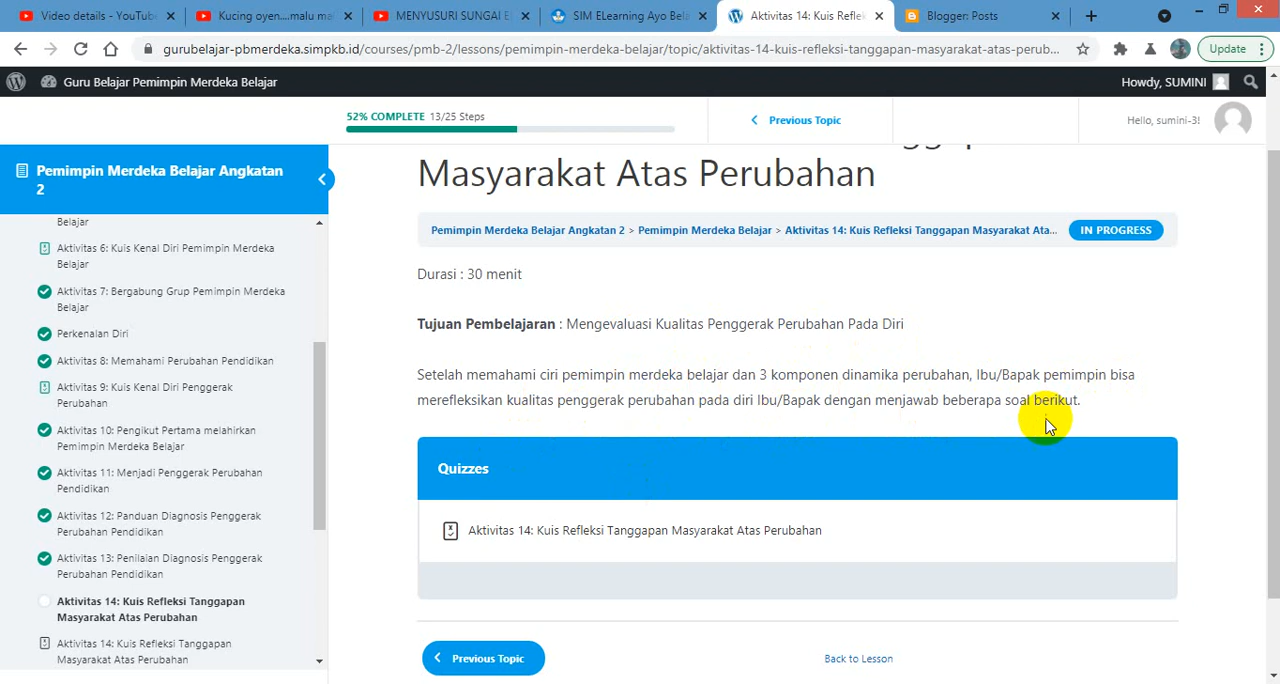 Video details - YouTub
Kucing oyen....malu ma
MENYUSURI SUNGAI E
SIM ELearning Ayo Bela
Aktivitas 14: Kuis Reflek
Blogger: Posts
gurubelajar-pbmerdeka.simpkb.id/courses/pmb-2/lessons/pemimpin-merdeka-belajar/topic/aktivitas-14-kuis-refleksi-tanggapan-masyarakat-atas-perub...
Update
Guru Belajar Pemimpin Merdeka Belajar
Howdy, SUMINI
52% COMPLETE 13/25 Steps
Previous Topic
Hello, sumini-3!
Pemimpin Merdeka Belajar Angkatan
2
Belajar
Aktivitas 6: Kuis Kenal Diri Pemimpin Merdeka
Belajar
Aktivitas 7: Bergabung Grup Pemimpin Merdeka
Belajar
Perkenalan Diri
Aktivitas 8: Memahami Perubahan Pendidikan
Aktivitas 9: Kuis Kenal Diri Penggerak
Perubahan
Aktivitas 10: Pengikut Pertama melahirkan
Pemimpin Merdeka Belajar
Aktivitas 11: Menjadi Penggerak Perubahan
Pendidikan
Aktivitas 12: Panduan Diagnosis Penggerak
Perubahan Pendidikan
Aktivitas 13: Penilaian Diagnosis Penggerak
Perubahan Pendidikan
Aktivitas 14: Kuis Refleksi Tanggapan
Masyarakat Atas Perubahan
Aktivitas 14: Kuis Refleksi Tanggapan
Masyarakat Atas Perubahan
Masyarakat Atas Perubahan
Pemimpin Merdeka Belajar Angkatan 2 > Pemimpin Merdeka Belajar > Aktivitas 14: Kuis Refleksi Tanggapan Masyarakat Ata...
IN PROGRESS
Durasi : 30 menit
Tujuan Pembelajaran : Mengevaluasi Kualitas Penggerak Perubahan Pada Diri
Setelah memahami ciri pemimpin merdeka belajar dan 3 komponen dinamika perubahan, Ibu/Bapak pemimpin bisa
merefleksikan kualitas penggerak perubahan pada diri Ibu/Bapak dengan menjawab beberapa soal berikut.
Quizzes
Aktivitas 14: Kuis Refleksi Tanggapan Masyarakat Atas Perubahan
Previous Topic
Back to Lesson